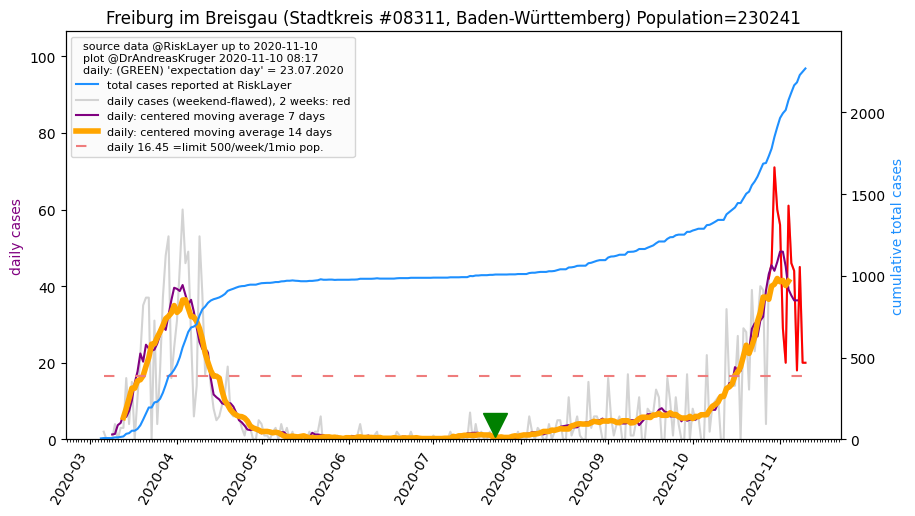 Freiburg im Breisgau (Stadtkreis #08311, Baden-Württemberg) Population=230241
source data @RiskLayer up to 2020-11-10
plot @DrAndreasKruger 2020-11-10 08:17
daily: (GREEN) 'expectation day' = 23.07.2020
total cases reported at RiskLayer
daily cases (weekend-flawed), 2 weeks: red
daily: centered moving average 7 days
daily: centered moving average 14 days
daily 16.45 =limit 500/week/1mio pop.
daily cases
100
80
60
40
20
0
cumulative total cases
2000
1500
1000
500
0
2020-03
2020-04
2020-05
2020-06
2020-07
2020-08
2020-09
2020-10
2020-11